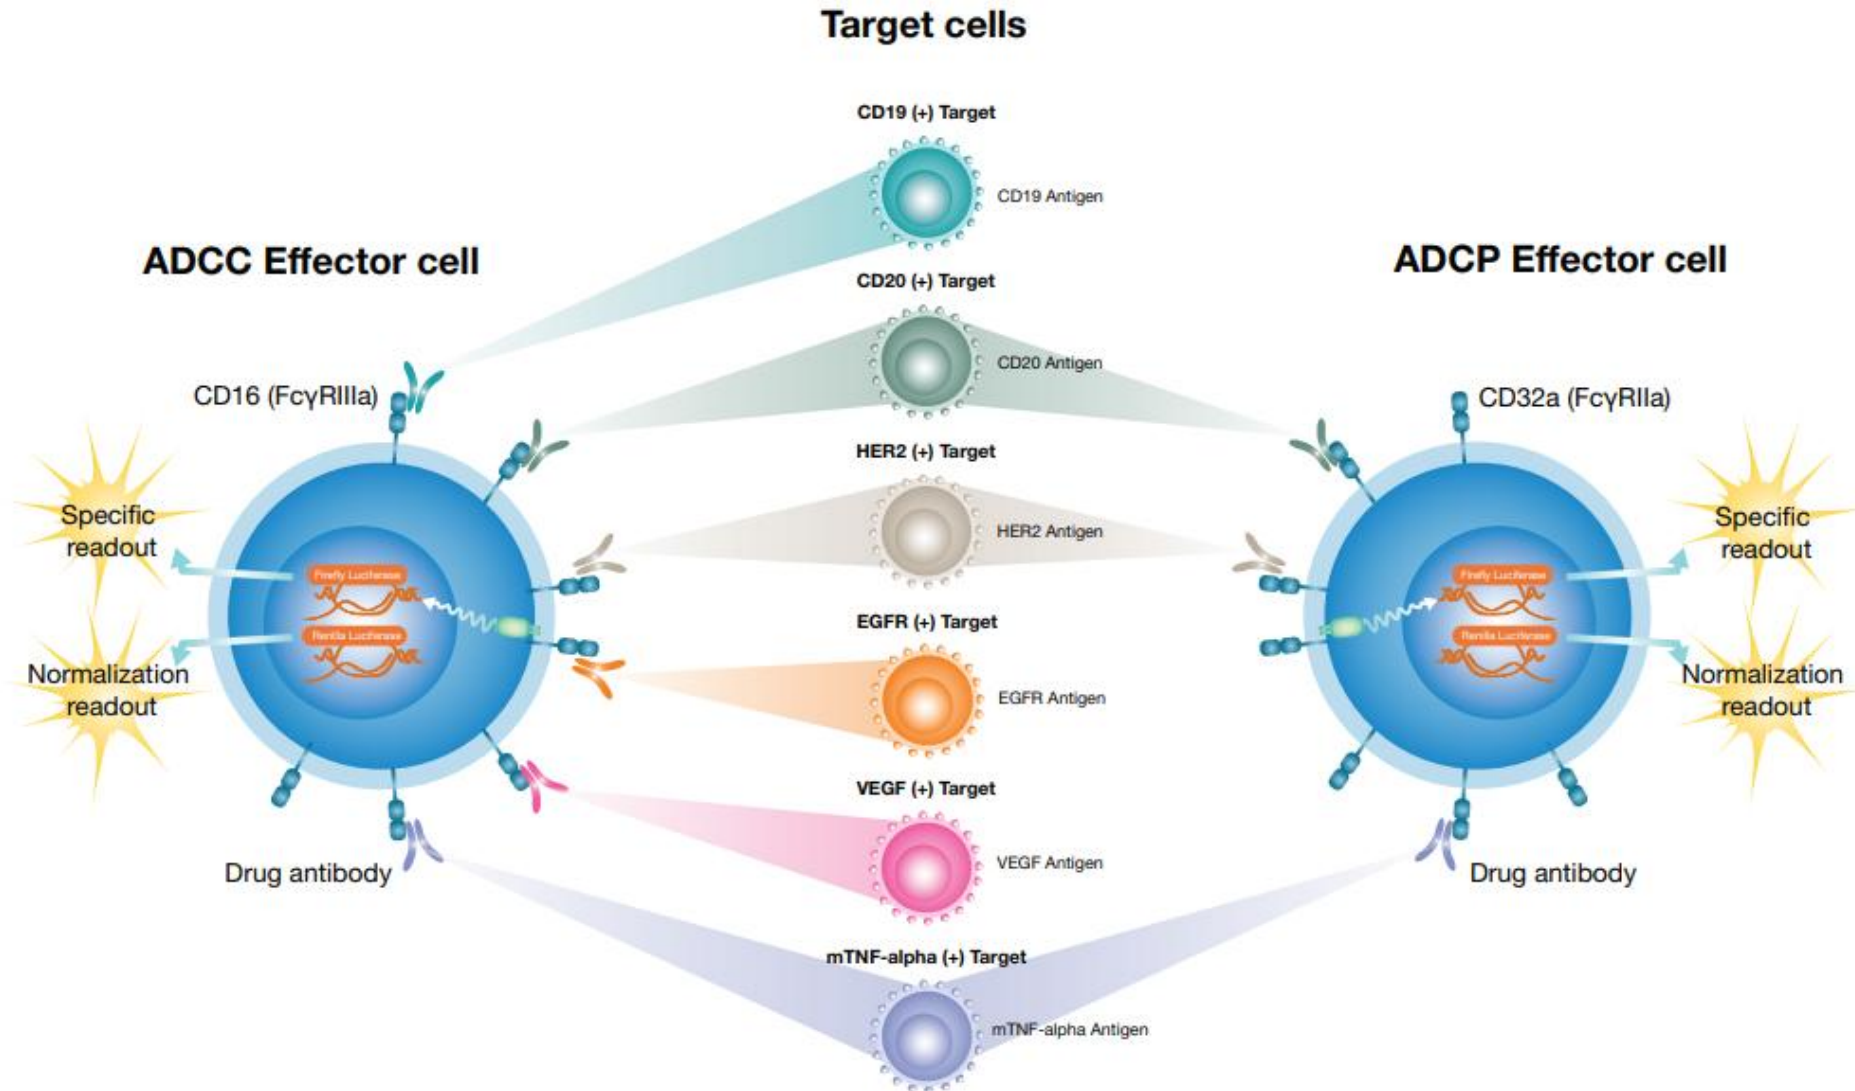 Target cells
CD19 (+) Target
CD19 Antigen
ADCC Effector cell
ADCP Effector cell
CD20 (+) Target
CD20 Antigen
CD16 (FcγRIIIa)
CD32a (FcγRIIa)
HER2 (+) Target
HER2 Antigen
Specific
readout
Firefly Luciferase
Renilla Luciferase
Normalization
readout
Firefly Luciferase
Renilla Luciferase
Specific
readout
Normalization
readout
EGFR (+) Target
EGFR Antigen
VEGF (+) Target
VEGF Antigen
Drug antibody
Drug antibody
mTNF-alpha (+) Target
mTNF-alpha Antigen